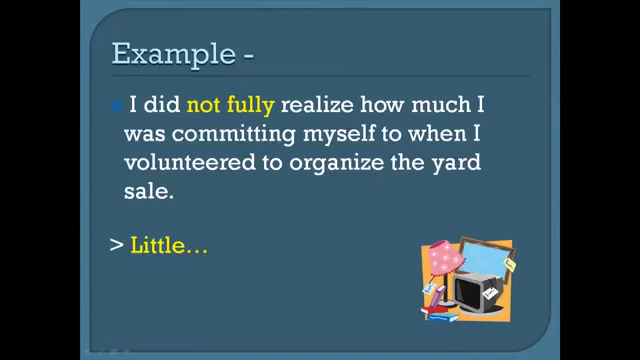 Example -
I did not fully realize how much I
was committing myself to when I
volunteered to organize the yard
sale.
> Little...